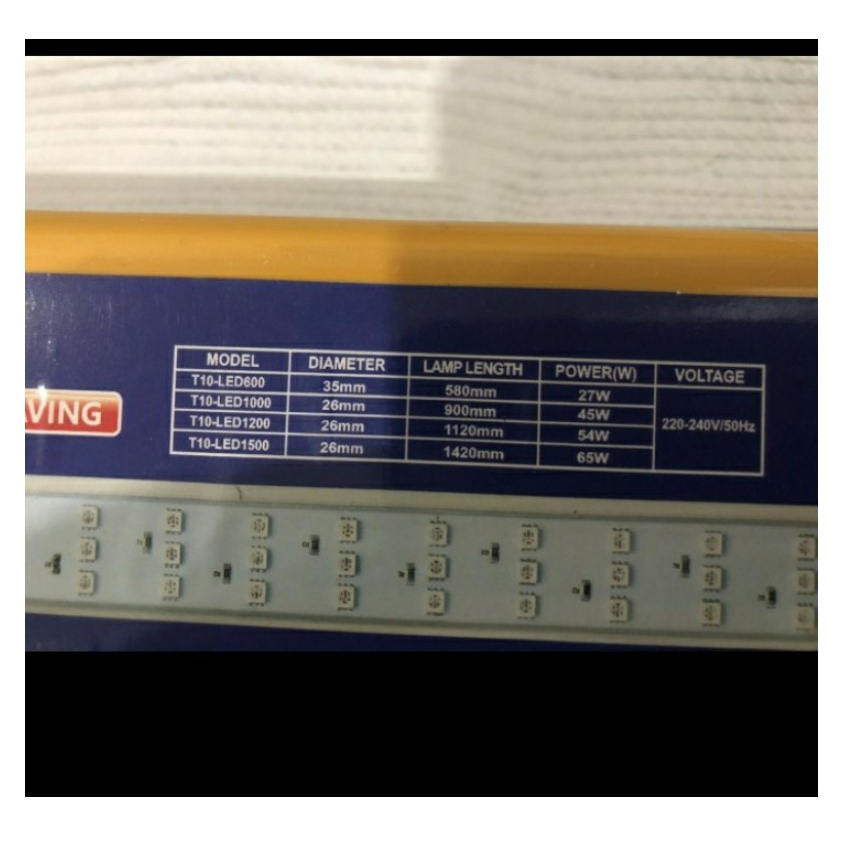 MODEL DIAMETER LAMP LENGTH POWER(W) VOLTAGE
T10-LED600 35mm 580mm 27W
T10-LED1000 26mm 900mm 45W
T10-LED1200 26mm 1120mm 54W
T10-LED1500 26mm 1420mm 65W
220-240V/50Hz
VING